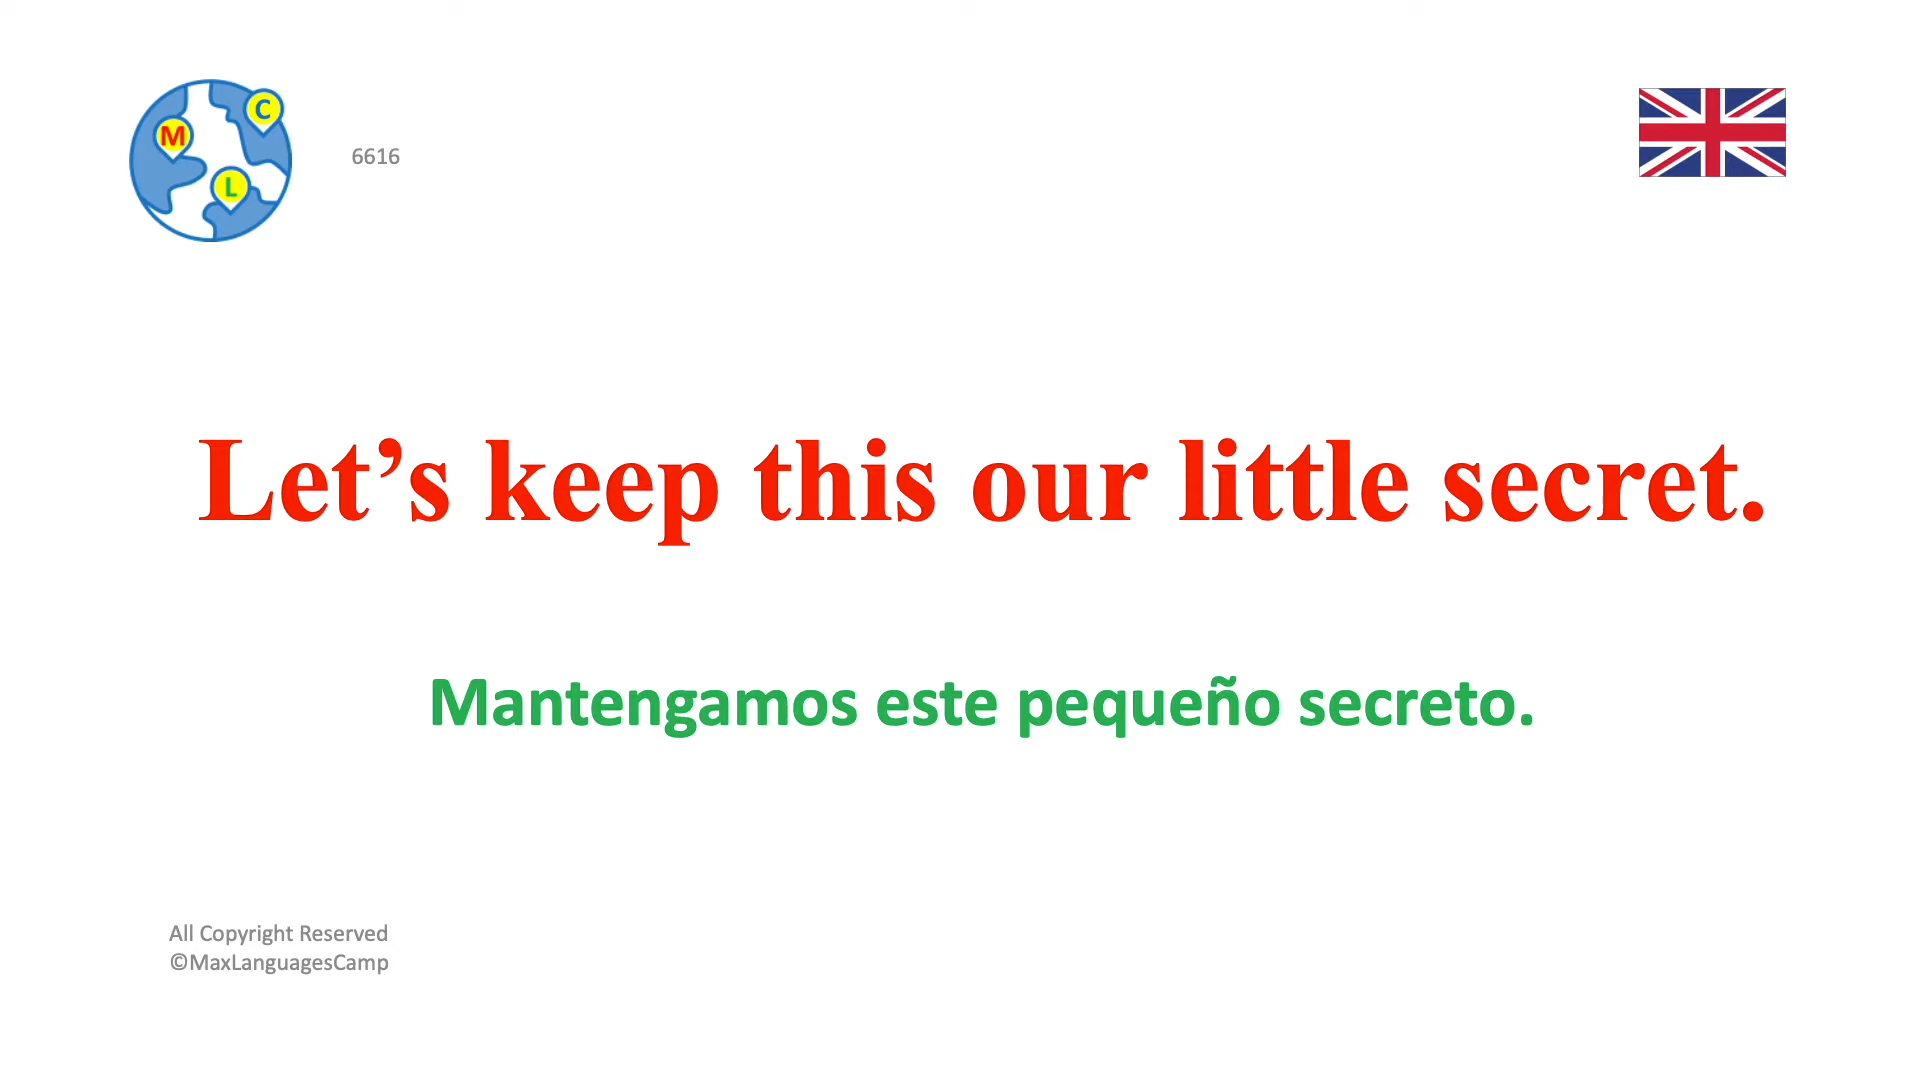 C
M
L
6616
Let’s keep this our little secret.
Mantengamos este pequeño secreto.
All Copyright Reserved
©MaxLanguagesCamp